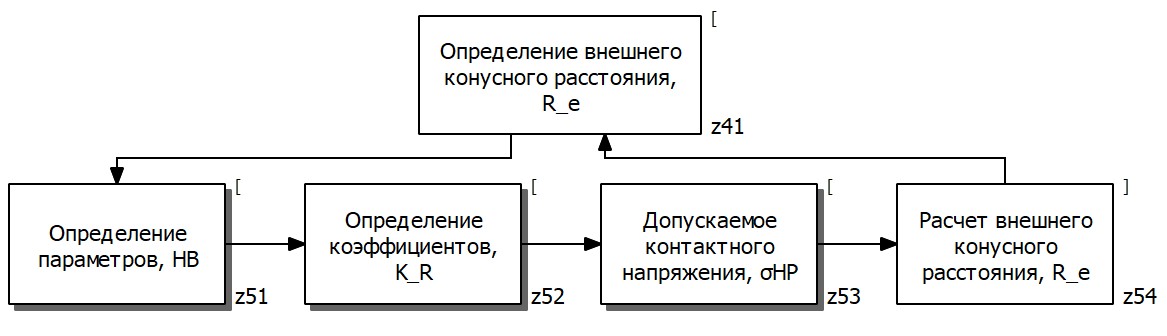 [
Определение внешнего
конусного расстояния,
R_e
z41
[
Определение
параметров, HB
z51
[
Определение
коэффициентов,
K_R
z52
[
Допускаемое
контактного
напряжения, σHP
z53
]
Расчет внешнего
конусного
расстояния, R_e
z54